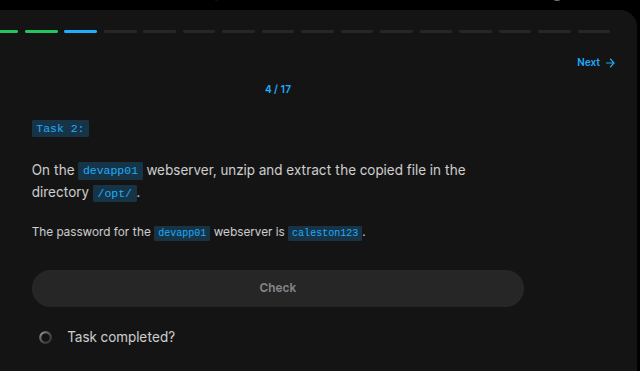 Next →
4 / 17
Task 2:
On the devapp01 webserver, unzip and extract the copied file in the
directory /opt/.
The password for the devapp01 webserver is caleston123.
Check
Task completed?